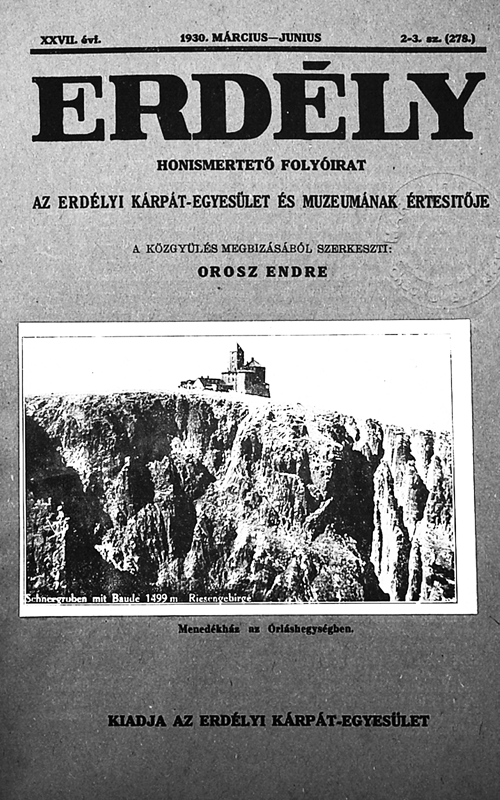 XXVII. évf. 1930. MÁRCIUS—JUNIUS 2-3. sz. (278.)
ERDÉLY
HONISMERTETŐ FOLYÓIRAT
AZ ERDÉLYI KÁRPÁT-EGYESÜLET ÉS MUZEUMÁNAK ÉRTESITŐJE
A KÖZGYÜLÉS MEGBIZÁSÁBÓL SZERKESZTI:
OROSZ ENDRE
Schneegruben mit Baude 1499 m Riesengebirge
Menedékház az Óriáshegységben.
KIADJA AZ ERDÉLYI KÁRPÁT-EGYESÜLET